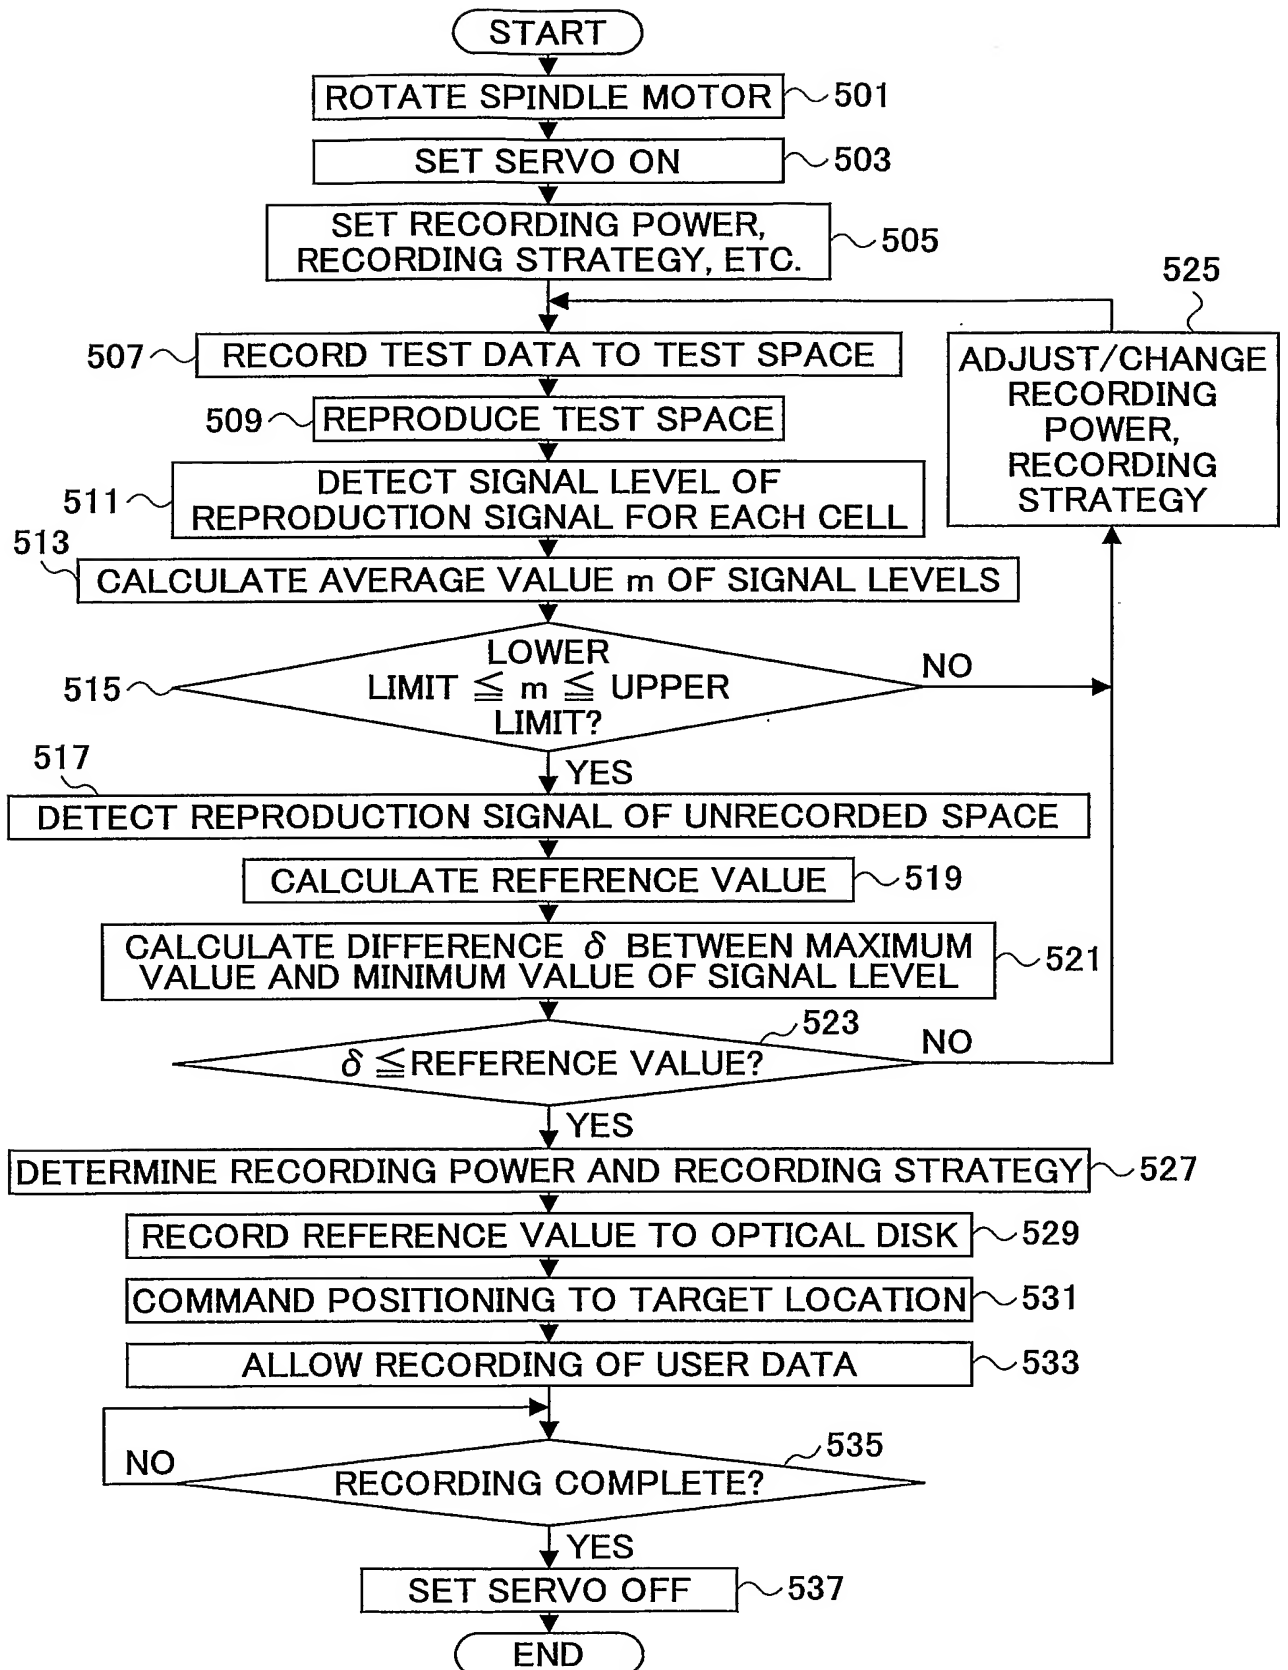 START
ROTATE SPINDLE MOTOR
501
SET SERVO ON
503
SET RECORDING POWER,
RECORDING STRATEGY, ETC.
505
525
ADJUST/CHANGE
RECORDING
POWER,
RECORDING
STRATEGY
507
RECORD TEST DATA TO TEST SPACE
509
REPRODUCE TEST SPACE
511
DETECT SIGNAL LEVEL OF
REPRODUCTION SIGNAL FOR EACH CELL
513
CALCULATE AVERAGE VALUE m OF SIGNAL LEVELS
515
LOWER
LIMIT ≦ m ≦ UPPER
LIMIT?
NO
YES
517
DETECT REPRODUCTION SIGNAL OF UNRECORDED SPACE
CALCULATE REFERENCE VALUE
519
CALCULATE DIFFERENCE δ BETWEEN MAXIMUM
VALUE AND MINIMUM VALUE OF SIGNAL LEVEL
521
523
δ ≦REFERENCE VALUE?
NO
YES
DETERMINE RECORDING POWER AND RECORDING STRATEGY
527
RECORD REFERENCE VALUE TO OPTICAL DISK
529
COMMAND POSITIONING TO TARGET LOCATION
531
ALLOW RECORDING OF USER DATA
533
535
NO
RECORDING COMPLETE?
YES
SET SERVO OFF
537
END